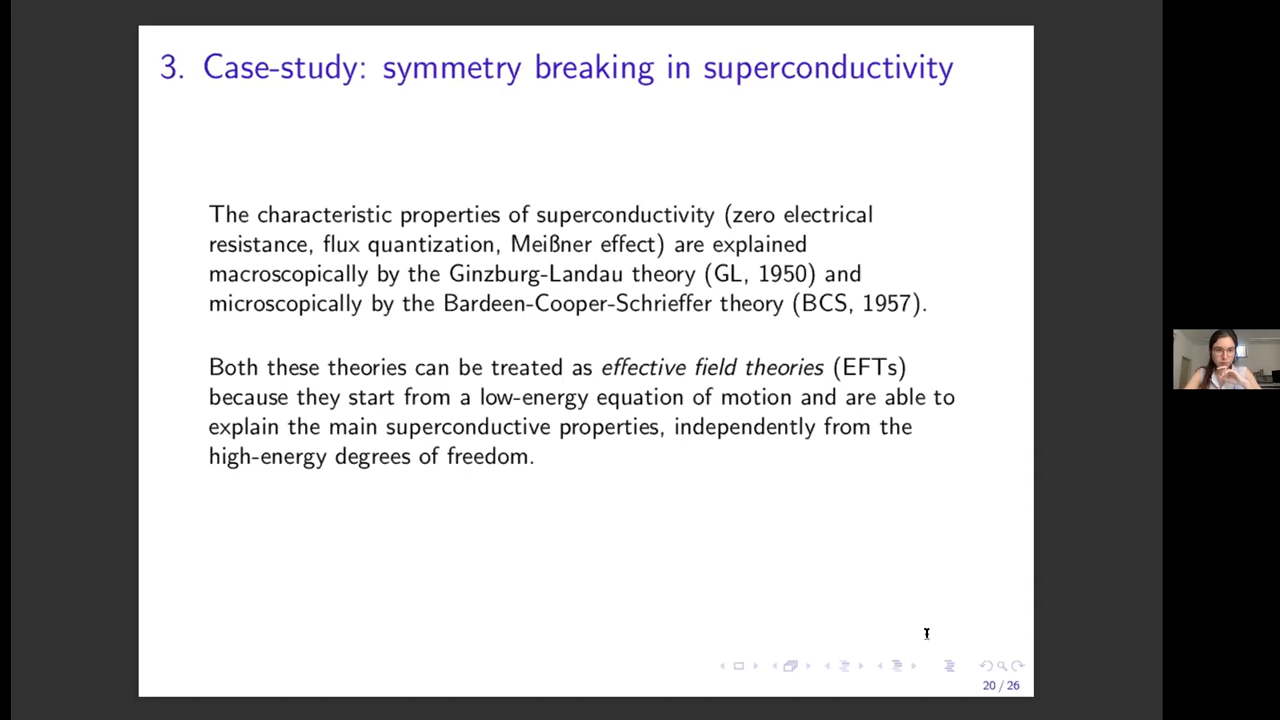 3. Case-study: symmetry breaking in superconductivity
The characteristic properties of superconductivity (zero electrical
resistance, flux quantization, Meißner effect) are explained
macroscopically by the Ginzburg-Landau theory (GL, 1950) and
microscopically by the Bardeen-Cooper-Schrieffer theory (BCS, 1957).
Both these theories can be treated as effective field theories (EFTs)
because they start from a low-energy equation of motion and are able to
explain the main superconductive properties, independently from the
high-energy degrees of freedom.
20 / 26